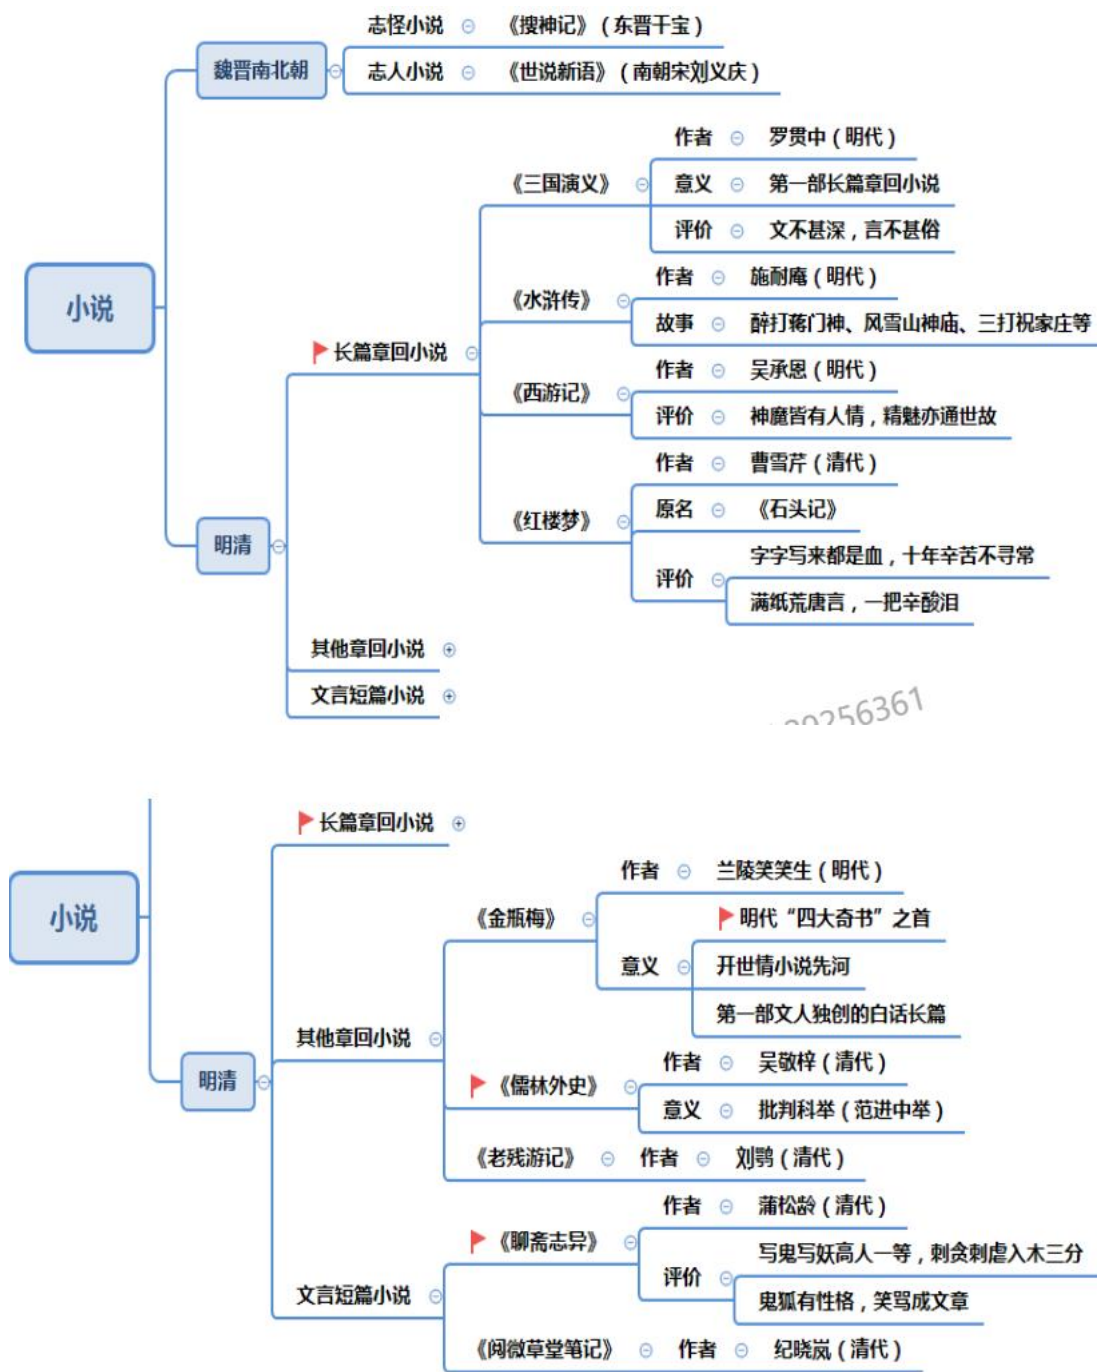 志怪小说 《搜神记》（东晋干宝）
魏晋南北朝
志人小说 《世说新语》（南朝宋刘义庆）
作者 罗贯中（明代）
《三国演义》 意义 第一部长篇章回小说
评价 文不甚深，言不甚俗
小说
作者 施耐庵（明代）
《水浒传》
故事 醉打蒋门神、风雪山神庙、三打祝家庄等
长篇章回小说
作者 吴承恩（明代）
《西游记》
评价 神魔皆有人情，精魅亦通世故
作者 曹雪芹（清代）
《红楼梦》 原名 《石头记》
明清
字字写来都是血，十年辛苦不寻常
评价
满纸荒唐言，一把辛酸泪
其他章回小说
文言短篇小说
256361
长篇章回小说
小说
作者 兰陵笑笑生（明代）
《金瓶梅》
明代“四大奇书”之首
意义 开世情小说先河
第一部文人独创的白话长篇
其他章回小说
明清
作者 吴敬梓（清代）
《儒林外史》
意义 批判科举（范进中举）
《老残游记》 作者 刘鹗（清代）
作者 蒲松龄（清代）
《聊斋志异》
写鬼写妖高人一等，刺贪刺虐入木三分
评价
鬼狐有性格，笑骂成文章
文言短篇小说
《阅微草堂笔记》 作者 纪晓岚（清代）